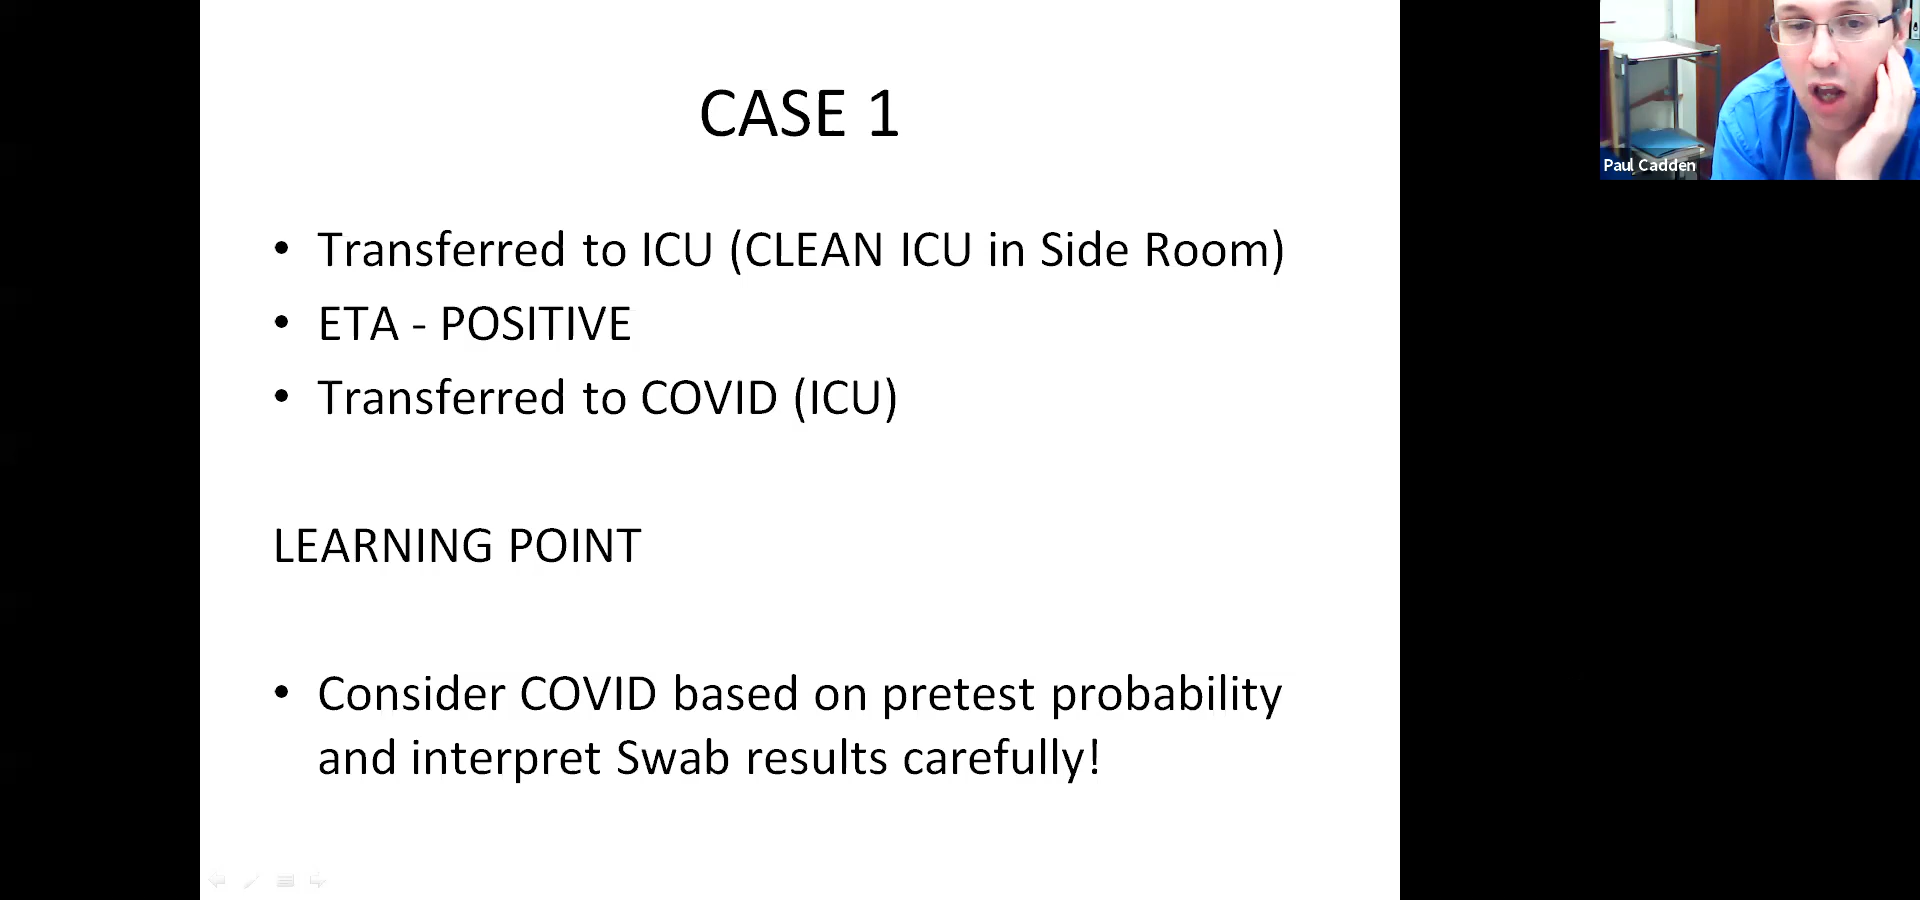 CASE 1
• Transferred to ICU (CLEAN ICU in Side Room)
• ETA - POSITIVE
• Transferred to COVID (ICU)
LEARNING POINT
• Consider COVID based on pretest probability
and interpret Swab results carefully!
Paul Cadden